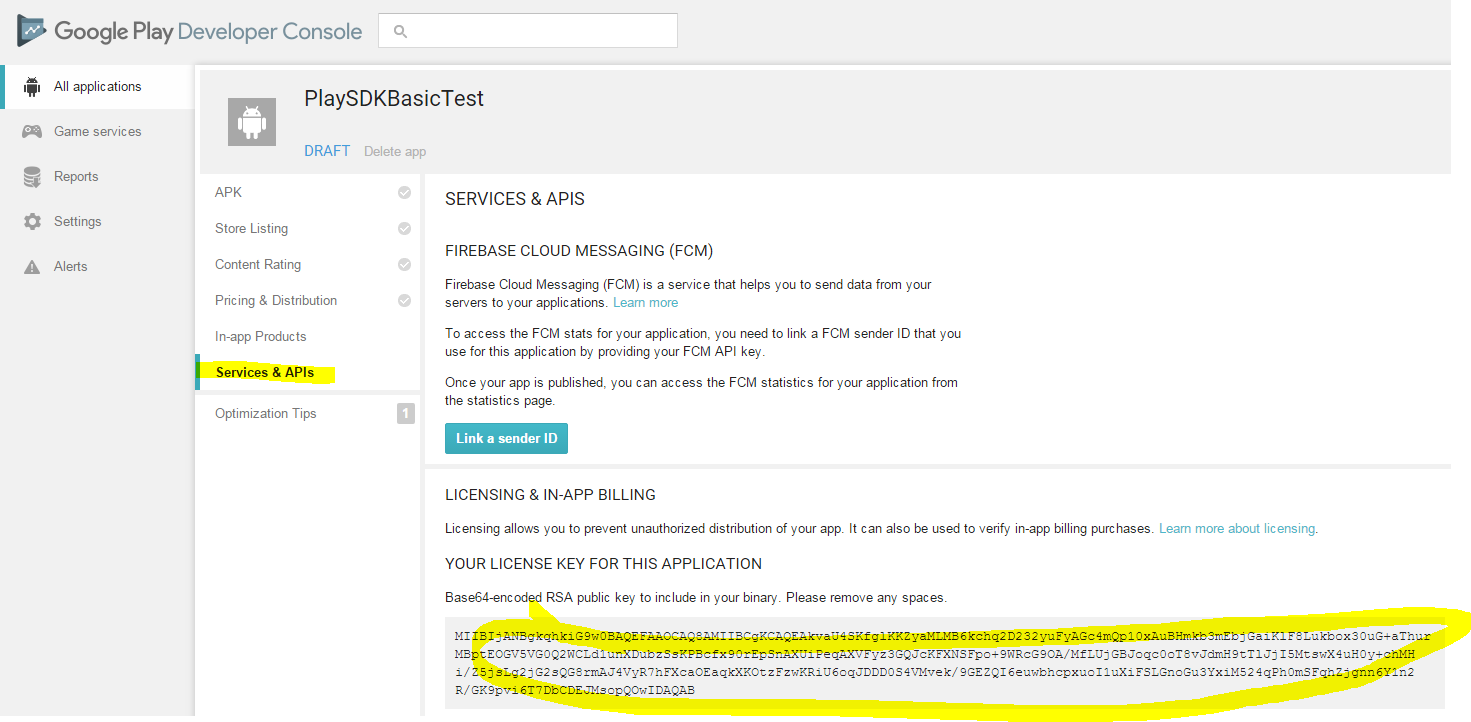 Google Play Developer Console
All applications
Game services
Reports
Settings
Alerts
PlaySDKBasicTest
DRAFT Delete app
APK
Store Listing
Content Rating
Pricing & Distribution
In-app Products
Services & APIs
Optimization Tips 1
SERVICES & APIS
FIREBASE CLOUD MESSAGING (FCM)
Firebase Cloud Messaging (FCM) is a service that helps you to send data from your
servers to your applications. Learn more
To access the FCM stats for your application, you need to link a FCM sender ID that you
use for this application by providing your FCM API key.
Once your app is published, you can access the FCM statistics for your application from
the statistics page.
Link a sender ID
LICENSING & IN-APP BILLING
Licensing allows you to prevent unauthorized distribution of your app. It can also be used to verify in-app billing purchases. Learn more about licensing.
YOUR LICENSE KEY FOR THIS APPLICATION
Base64-encoded RSA public key to include in your binary. Please remove any spaces.
MIIBIjANBgkqhkiG9w0BAQEFAAOCAQ8AMIIBCgKCAQEAkvaU4SKfglKKZyaMLMB6kchq2D232yuFyAGc4mQp10xAuBHmkb3mEbjGaiKlF8Lukbox30uG+aThur
MBptEOGV5VG0Q2WCLd1unXDubzSsKPBcfx90rEpSnAXUiPeqAXVFyz3GQJcKFXNSFpo+9WRcG9OA/MfLUjGBJoqc0oT8vJdmH9tTlJjI5MtswX4uH0y+chMH
i/Z5jsLg2jG2sQG8rmAJ4VyR7hFXcaOEaqkXKOtzFzwKRiU6oqJDDD0S4VMvek/9GEZQI6euwbhcpxuoI1uXiFSLGnoGu3YxiM524qPh0mSFqhZjgnn6Y1n2
R/GK9pvi6T7DbCDEJMsopQOwIDAQAB